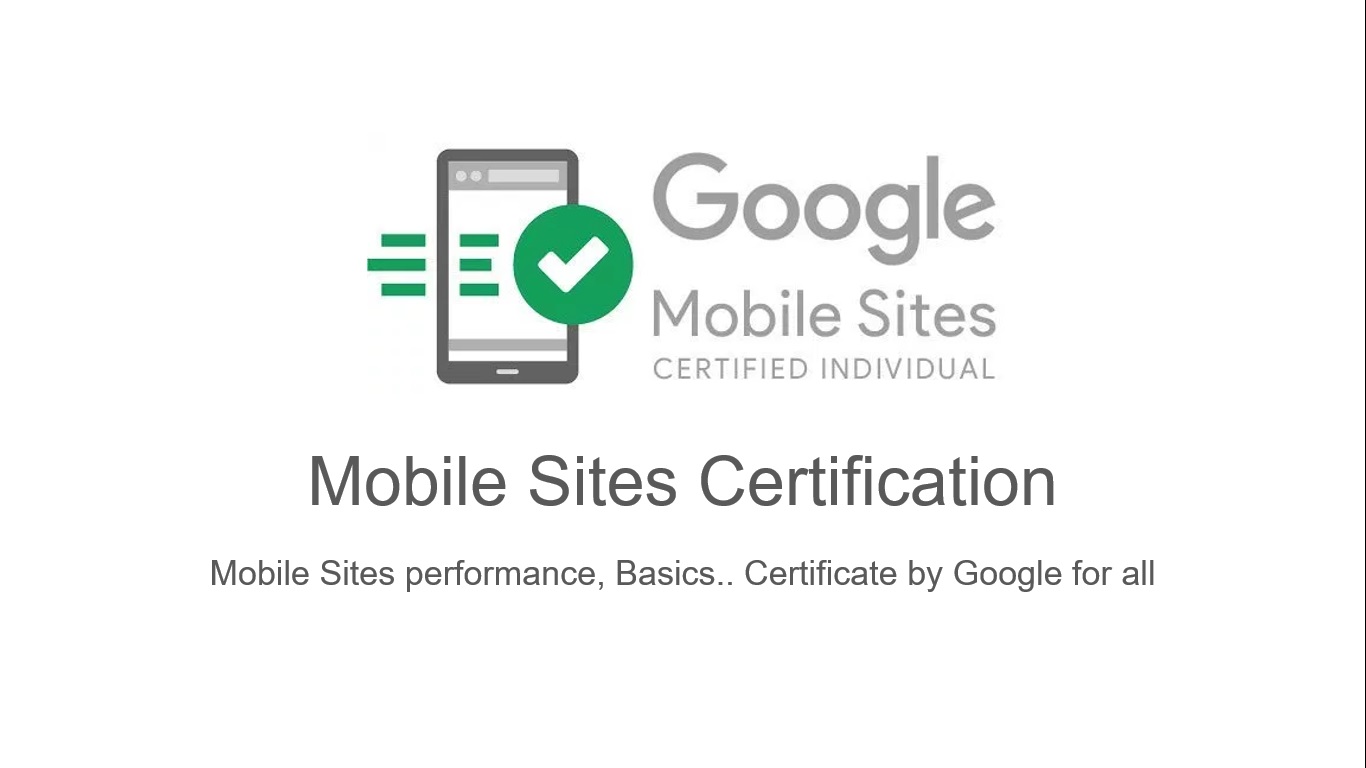 Google
Mobile Sites
CERTIFIED INDIVIDUAL
Mobile Sites Certification
Mobile Sites performance, Basics.. Certificate by Google for all